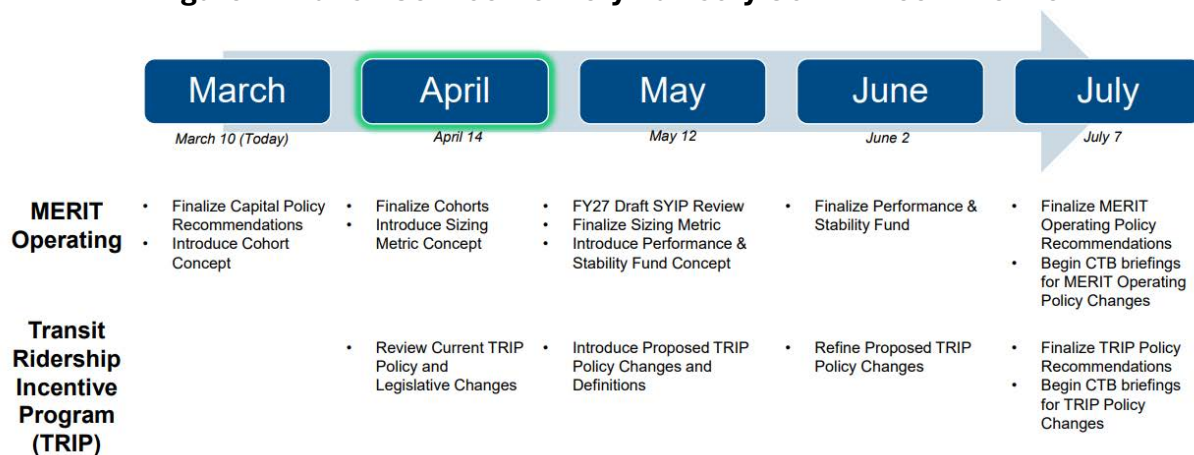 March
April
May
June
July
March 10 (Today)
April 14
May 12
June 2
July 7
MERIT
Operating
• Finalize Capital Policy
Recommendations
• Introduce Cohort
Concept
• Finalize Cohorts
• Introduce Sizing
Metric Concept
• FY27 Draft SYIP Review
• Finalize Sizing Metric
• Introduce Performance &
Stability Fund Concept
• Finalize Performance &
Stability Fund
• Finalize MERIT
Operating Policy
Recommendations
• Begin CTB briefings
for MERIT Operating
Policy Changes
Transit
Ridership
Incentive
Program
(TRIP)
• Review Current TRIP
Policy and
Legislative Changes
• Introduce Proposed TRIP
Policy Changes and
Definitions
• Refine Proposed TRIP
Policy Changes
• Finalize TRIP Policy
Recommendations
• Begin CTB briefings
for TRIP Policy
Changes